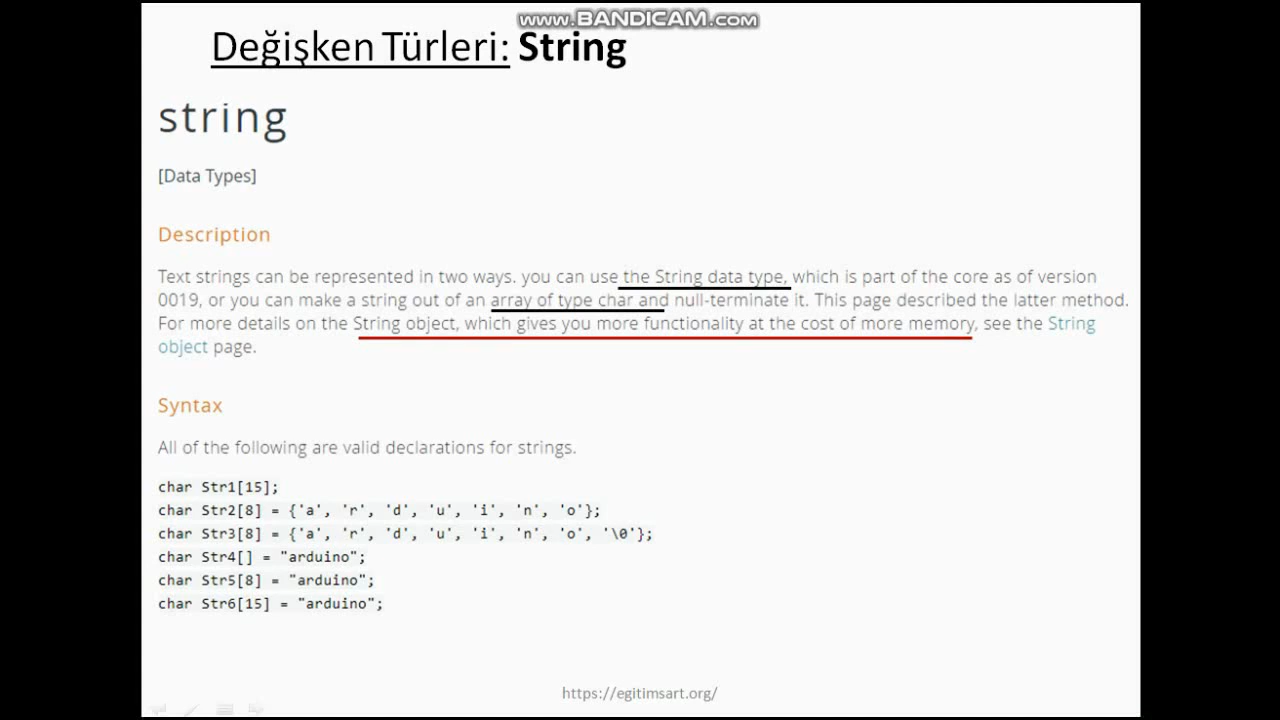 www.BANDICAM.com
Değişken Türleri: String
string
[Data Types]
Description
Text strings can be represented in two ways. you can use the String data type, which is part of the core as of version
0019, or you can make a string out of an array of type char and null-terminate it. This page described the latter method.
For more details on the String object, which gives you more functionality at the cost of more memory, see the String
object page.
Syntax
All of the following are valid declarations for strings.
char Str1[15];
char Str2[8] = {'a', 'r', 'd', 'u', 'i', 'n', 'o'};
char Str3[8] = {'a', 'r', 'd', 'u', 'i', 'n', 'o', '\0'};
char Str4[] = "arduino";
char Str5[8] = "arduino";
char Str6[15] = "arduino";
https://egitimsart.org/